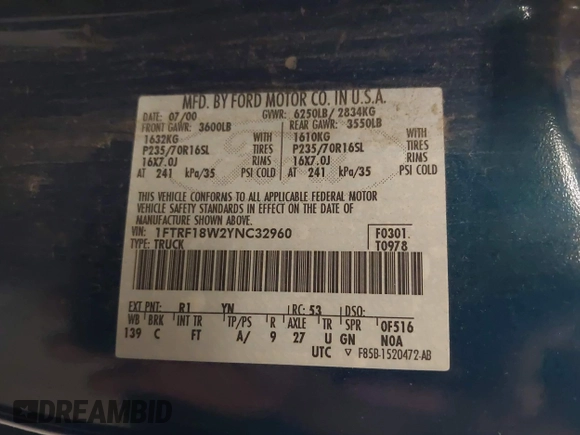 MFD. BY FORD MOTOR CO. IN U.S.A.
DATE: 07/00 GVWR: 6250LB/ 2834KG
FRONT GAWR: 3600LB REAR GAWR: 3550LB
1632KG WITH 1610KG WITH
P235/70R16SL TIRES P235/70R16SL TIRES
16X7.0J RIMS 16X7.0J RIMS
AT 241 kPa/35 PSI COLD AT 241 kPa/35 PSI COLD
THIS VEHICLE CONFORMS TO ALL APPLICABLE FEDERAL MOTOR
VEHICLE SAFETY STANDARDS IN EFFECT ON THE DATE OF
MANUFACTURE SHOWN ABOVE.
VIN: 1FTRF18W2YNC32960 F0301
TYPE: TRUCK T0978
EXT PNT: R1 YN RC: 53 DSO:
WB BRK INT TR TP/PS R AXLE TR SPR 0F516
139 C FT A/ 9 27 U GN N0A
UTC ▽ F85B-1520472-AB
DREAMBID